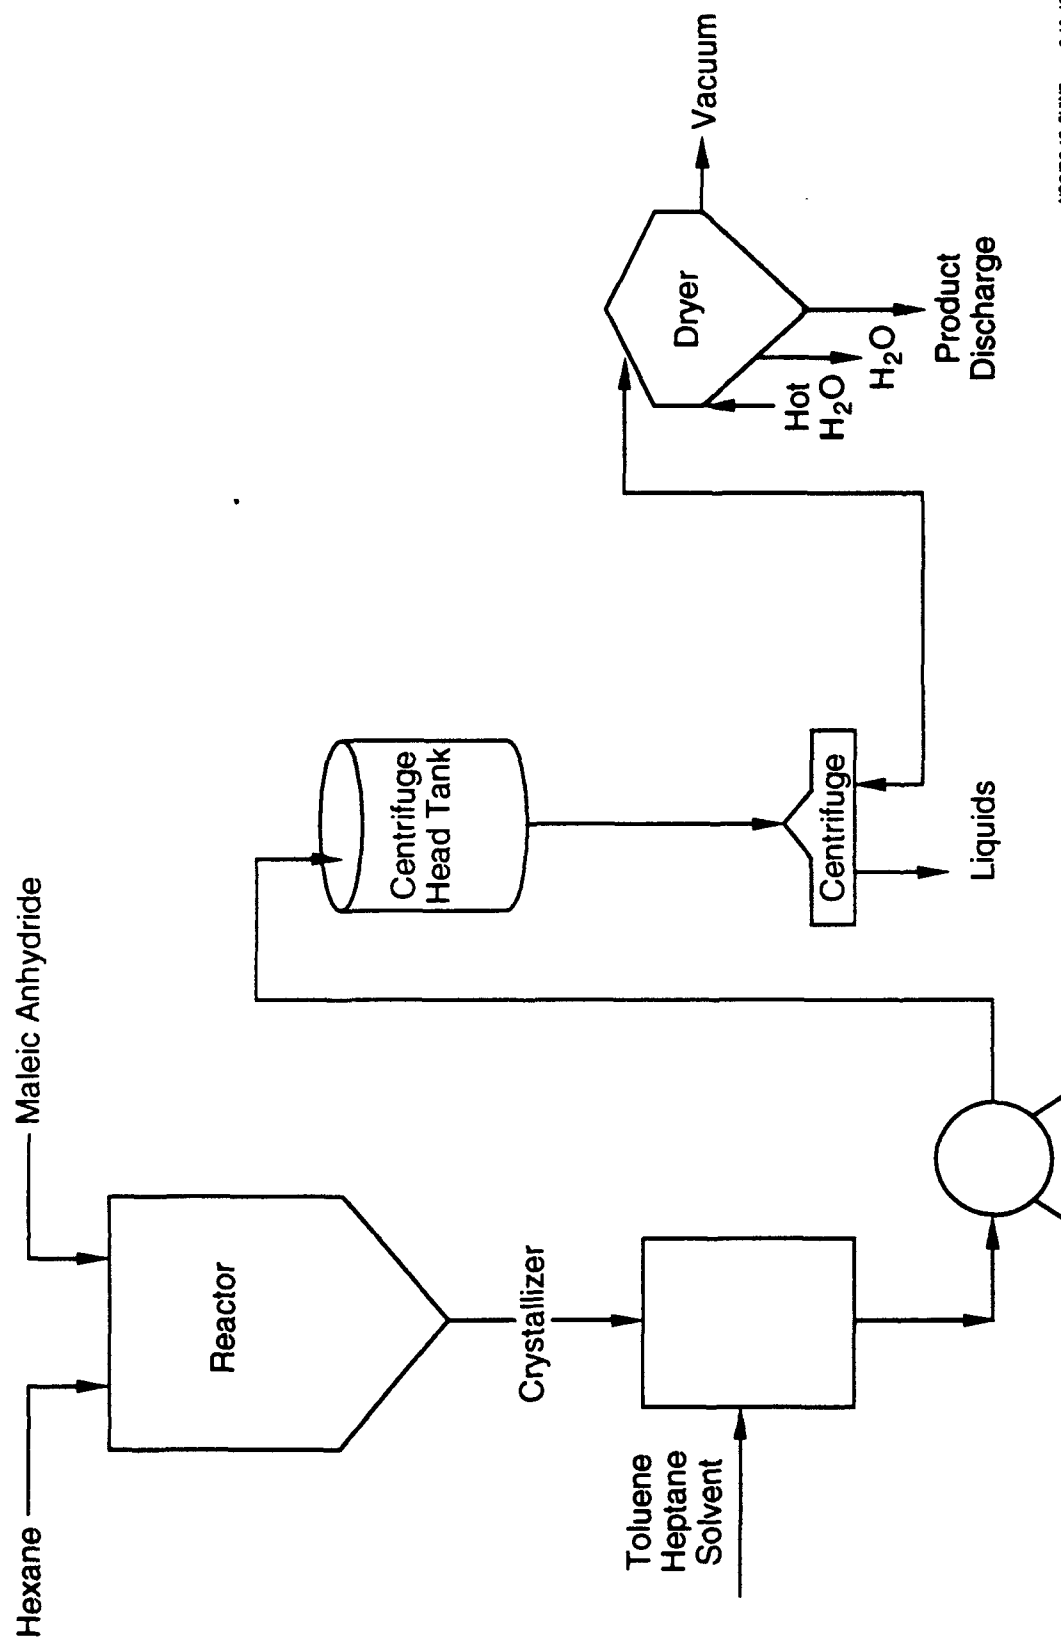 Hexane
Maleic Anhydride
Reactor
Crystallizer
Toluene
Heptane
Solvent
Centrifuge
Head Tank
Centrifuge
Liquids
Dryer
Vacuum
Hot
H₂O
H₂O
Product
Discharge